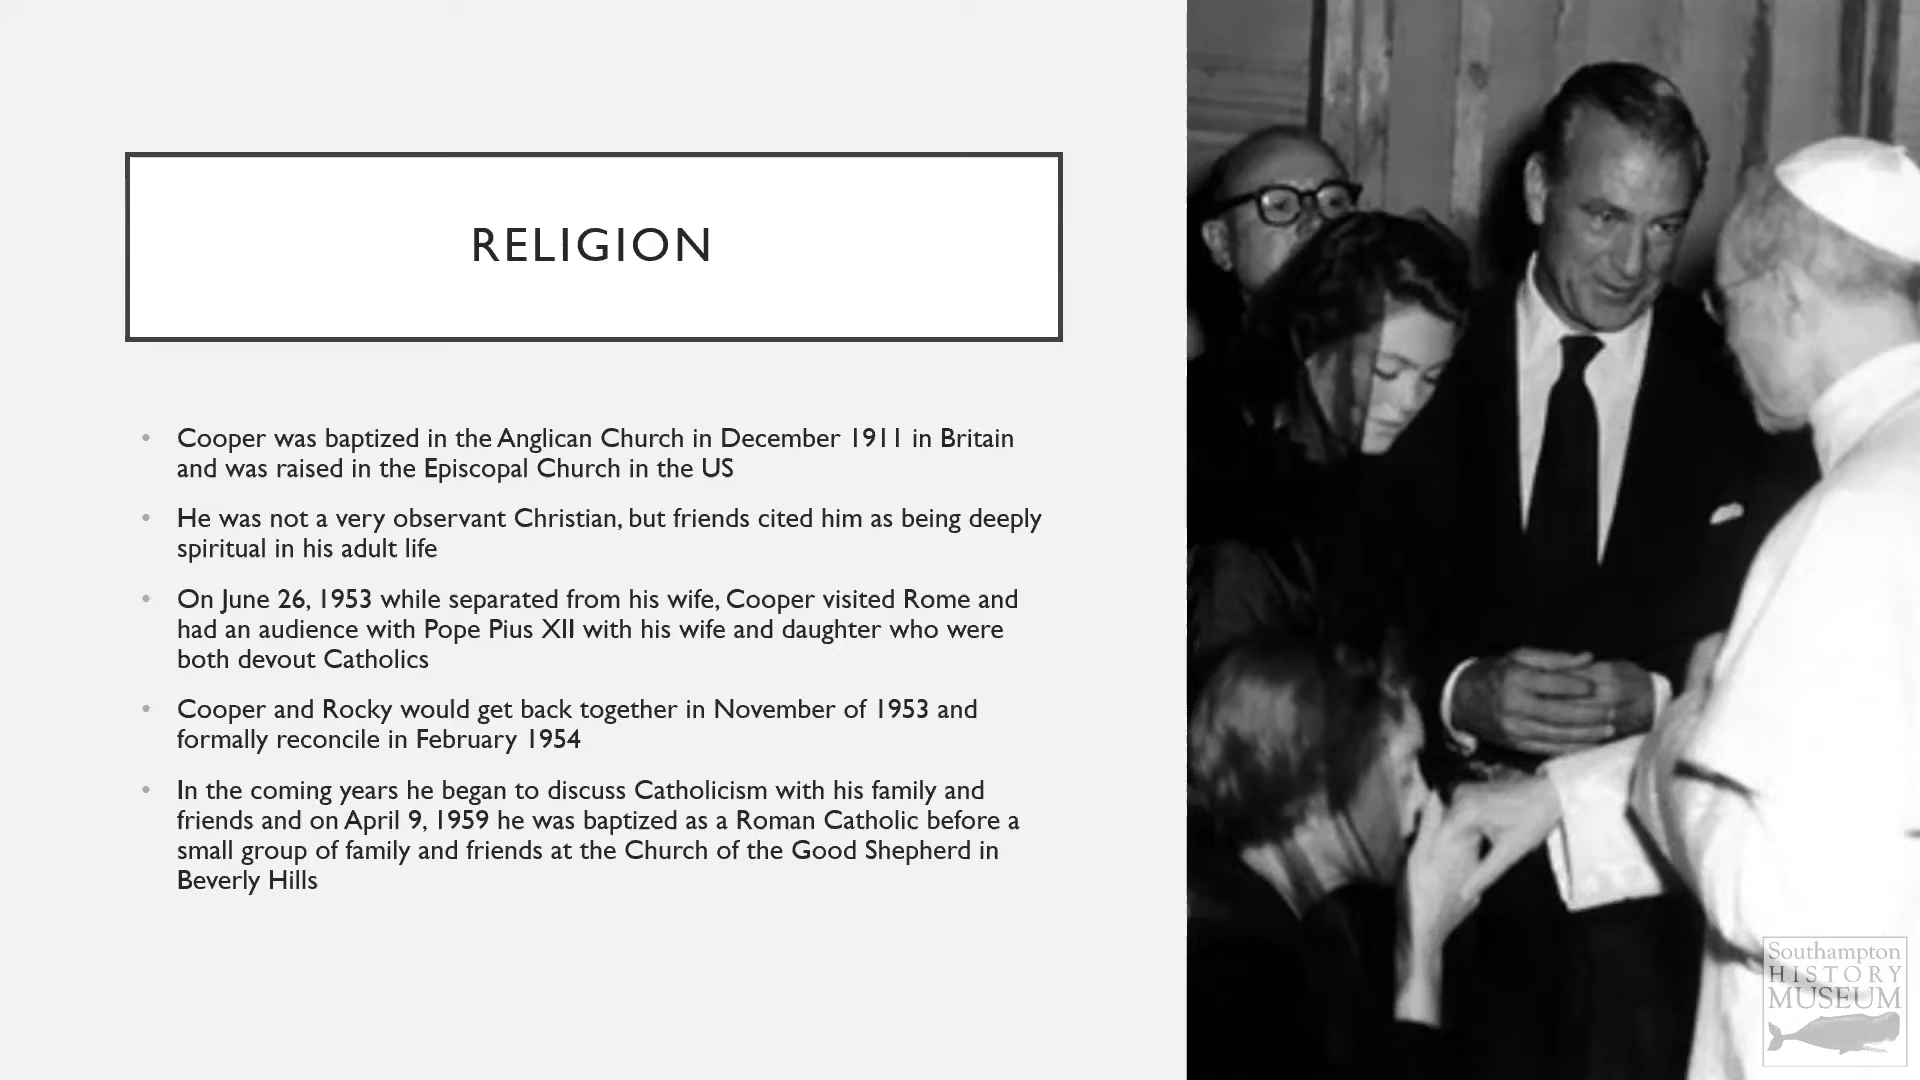 RELIGION
• Cooper was baptized in the Anglican Church in December 1911 in Britain
and was raised in the Episcopal Church in the US
• He was not a very observant Christian, but friends cited him as being deeply
spiritual in his adult life
• On June 26, 1953 while separated from his wife, Cooper visited Rome and
had an audience with Pope Pius XII with his wife and daughter who were
both devout Catholics
• Cooper and Rocky would get back together in November of 1953 and
formally reconcile in February 1954
• In the coming years he began to discuss Catholicism with his family and
friends and on April 9, 1959 he was baptized as a Roman Catholic before a
small group of family and friends at the Church of the Good Shepherd in
Beverly Hills
Southampton
HISTORY
MUSEUM